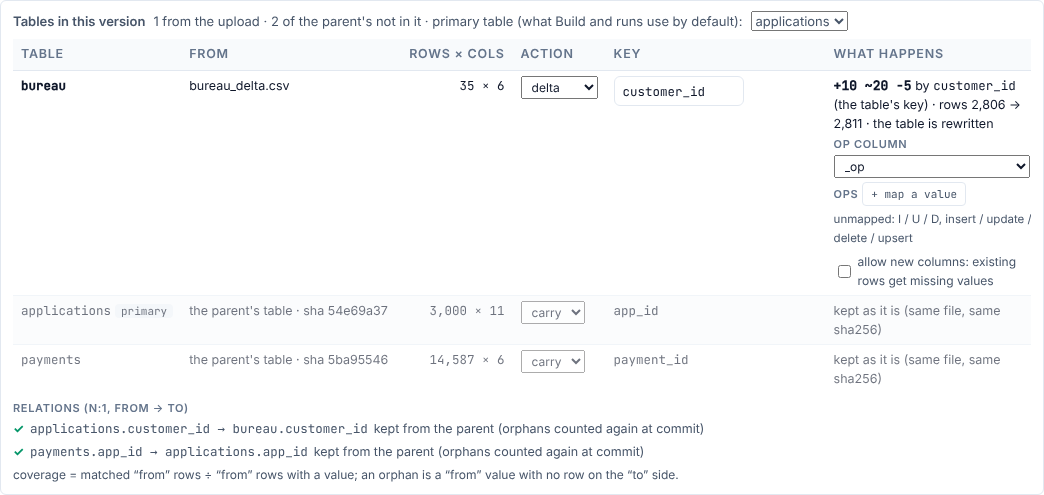 Tables in this version 1 from the upload · 2 of the parent's not in it · primary table (what Build and runs use by default): applications
TABLE FROM ROWS × COLS ACTION KEY WHAT HAPPENS
bureau bureau_delta.csv 35 × 6 delta customer_id +10 ~20 -5 by customer_id
(the table's key) · rows 2,806 →
2,811 · the table is rewritten
OP COLUMN
_op
OPS + map a value
unmapped: I / U / D, insert / update /
delete / upsert
allow new columns: existing
rows get missing values
applications primary the parent's table · sha 54e69a37 3,000 × 11 carry app_id kept as it is (same file, same
sha256)
payments the parent's table · sha 5ba95546 14,587 × 6 carry payment_id kept as it is (same file, same
sha256)
RELATIONS (N:1, FROM → TO)
✓ applications.customer_id → bureau.customer_id kept from the parent (orphans counted again at commit)
✓ payments.app_id → applications.app_id kept from the parent (orphans counted again at commit)
coverage = matched “from” rows ÷ “from” rows with a value; an orphan is a “from” value with no row on the “to” side.